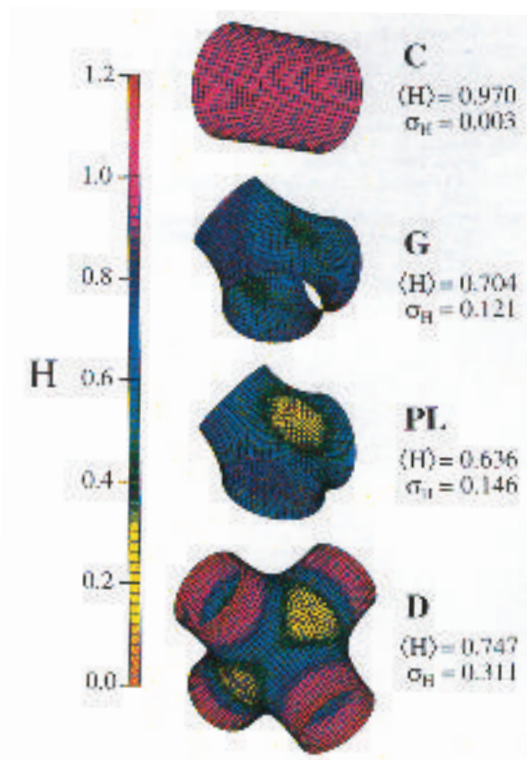 H
1.2
1.0
0.8
0.6
0.4
0.2
0.0
C
⟨H⟩ = 0.970
σH = 0.003
G
⟨H⟩ = 0.704
σH = 0.121
PL
⟨H⟩ = 0.636
σH = 0.146
D
⟨H⟩ = 0.747
σH = 0.311